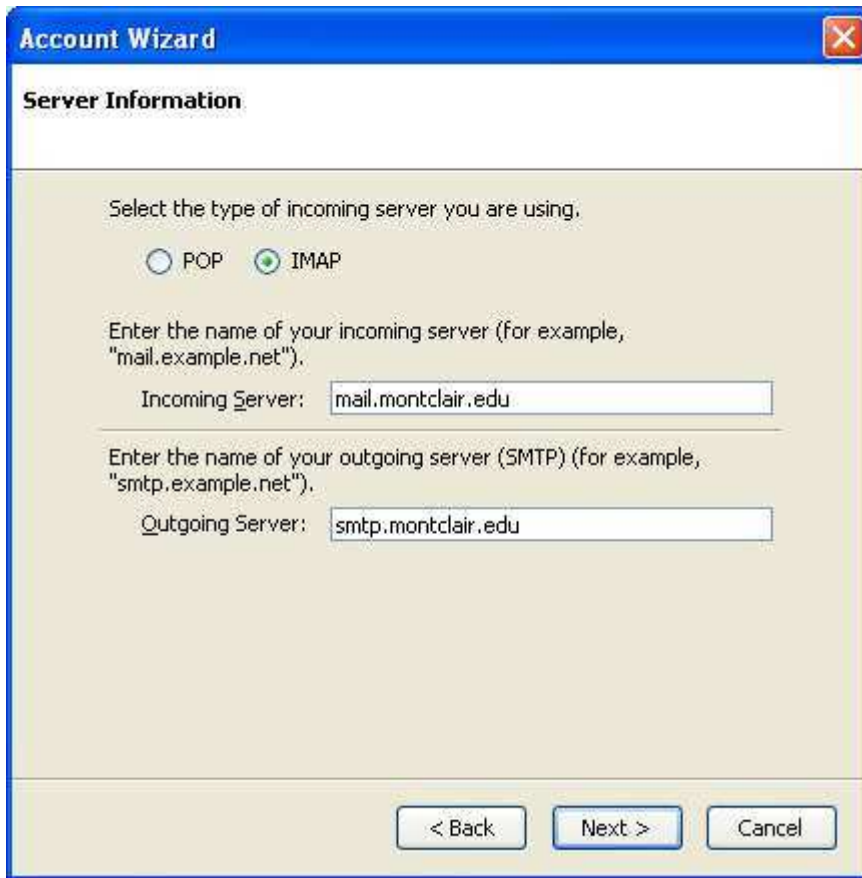 Account Wizard
Server Information
Select the type of incoming server you are using.
POP IMAP
Enter the name of your incoming server (for example,
"mail.example.net").
Incoming Server: mail.montclair.edu
Enter the name of your outgoing server (SMTP) (for example,
"smtp.example.net").
Outgoing Server: smtp.montclair.edu
< Back Next > Cancel